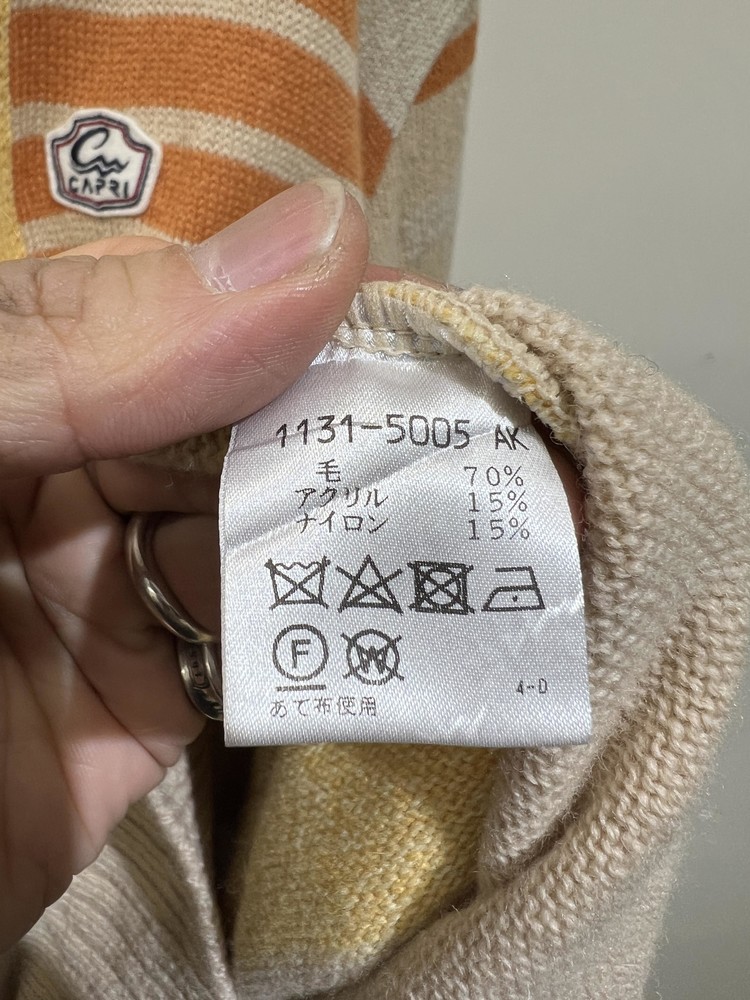 CAPRI
1131-5005 AK
毛 70%
アクリル 15%
ナイロン 15%
F W
あて布使用
4-D